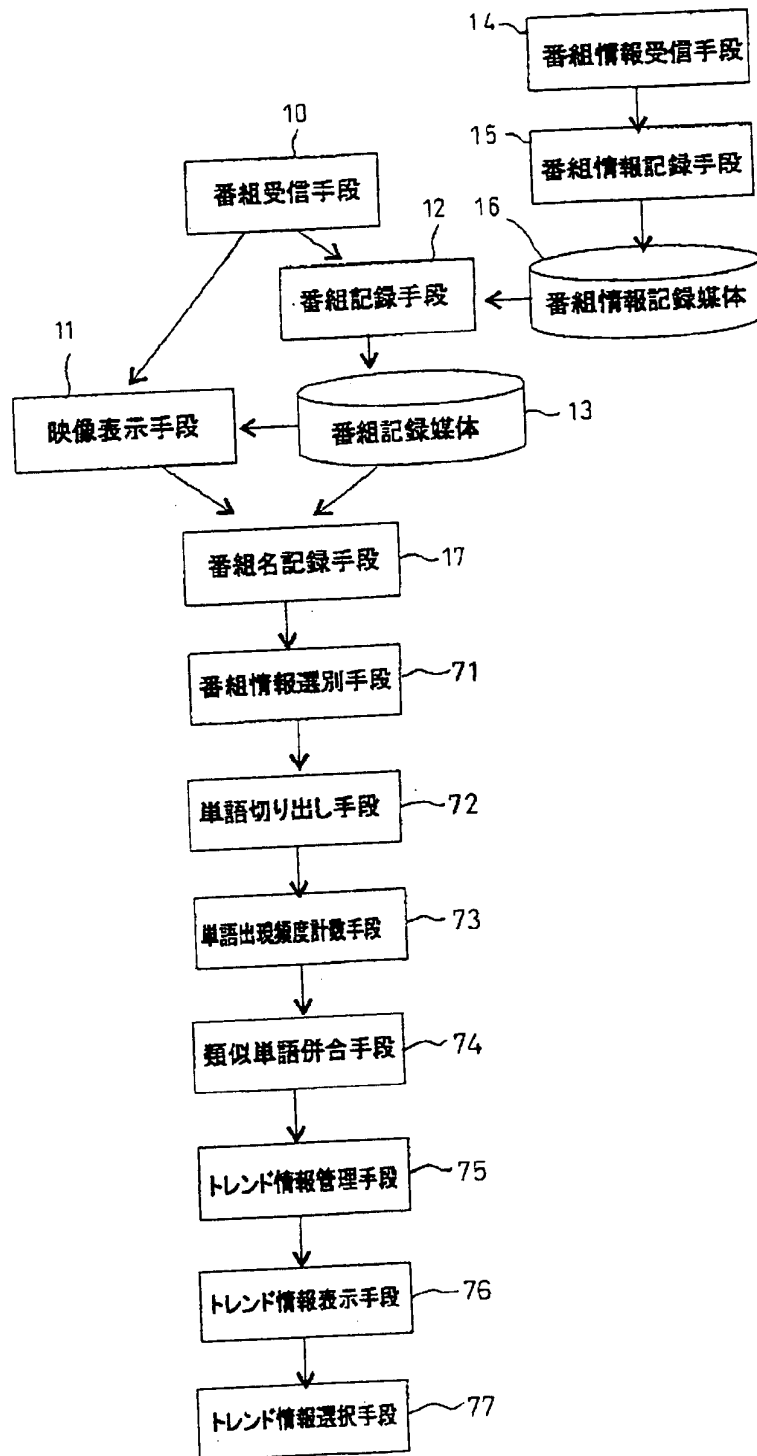 14
番組情報受信手段
15
番組情報記録手段
10
番組受信手段
16
番組情報記録媒体
12
番組記録手段
11
映像表示手段
番組記録媒体
13
番組名記録手段
17
番組情報選別手段
71
単語切り出し手段
72
単語出現頻度計数手段
73
類似単語併合手段
74
トレンド情報管理手段
75
トレンド情報表示手段
76
トレンド情報選択手段
77